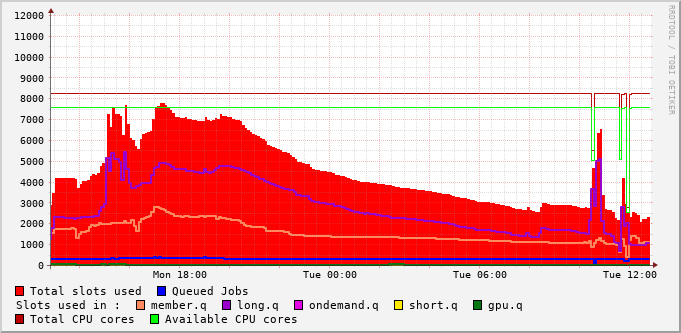 12000
11000
10000
9000
8000
7000
6000
5000
4000
3000
2000
1000
0
Mon 18:00 Tue 00:00 Tue 06:00 Tue 12:00
RRDTOOL / TOBI OETIKER
Total slots used Queued Jobs
Slots used in : member.q long.q ondemand.q short.q gpu.q
Total CPU cores Available CPU cores